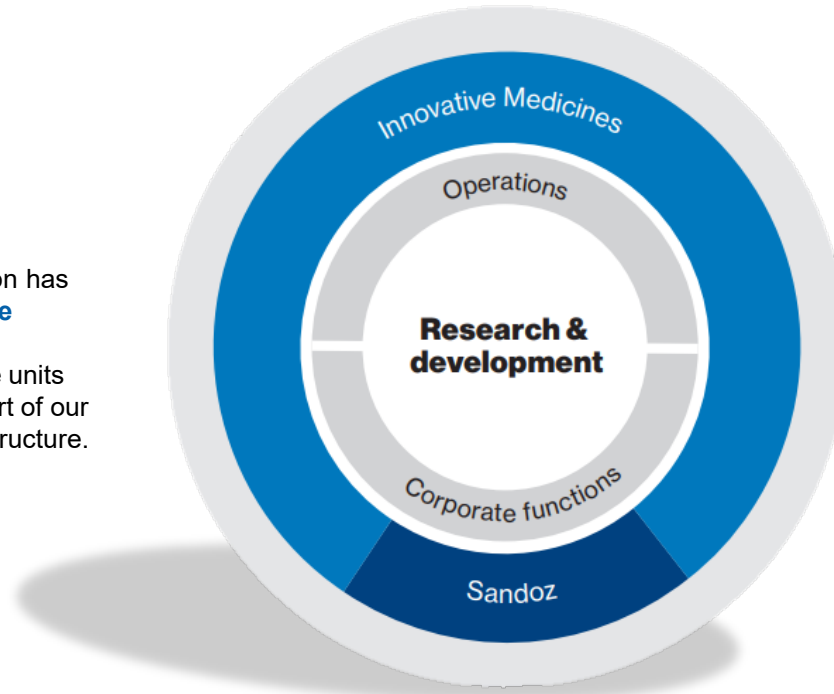 on has
e
units
rt of our
ructure.
Innovative Medicines
Operations
Research &
development
Corporate functions
Sandoz